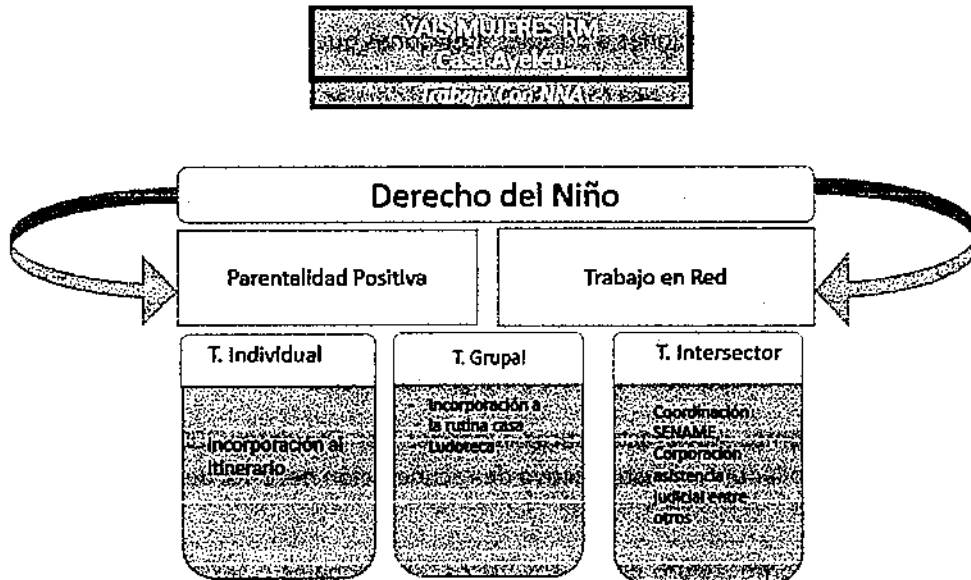 VAIS MUJERES RM
Casa Ayelén
Trabajo con NNA
Derecho del Niño
Parentalidad Positiva
Trabajo en Red
T. Individual
T. Grupal
T. Intersector
Incorporación al
itinerario
Incorporación a
la rutina casa
Ludoteca
Coordinación
SENAME,
Corporación
asistencia
judicial entre
otros